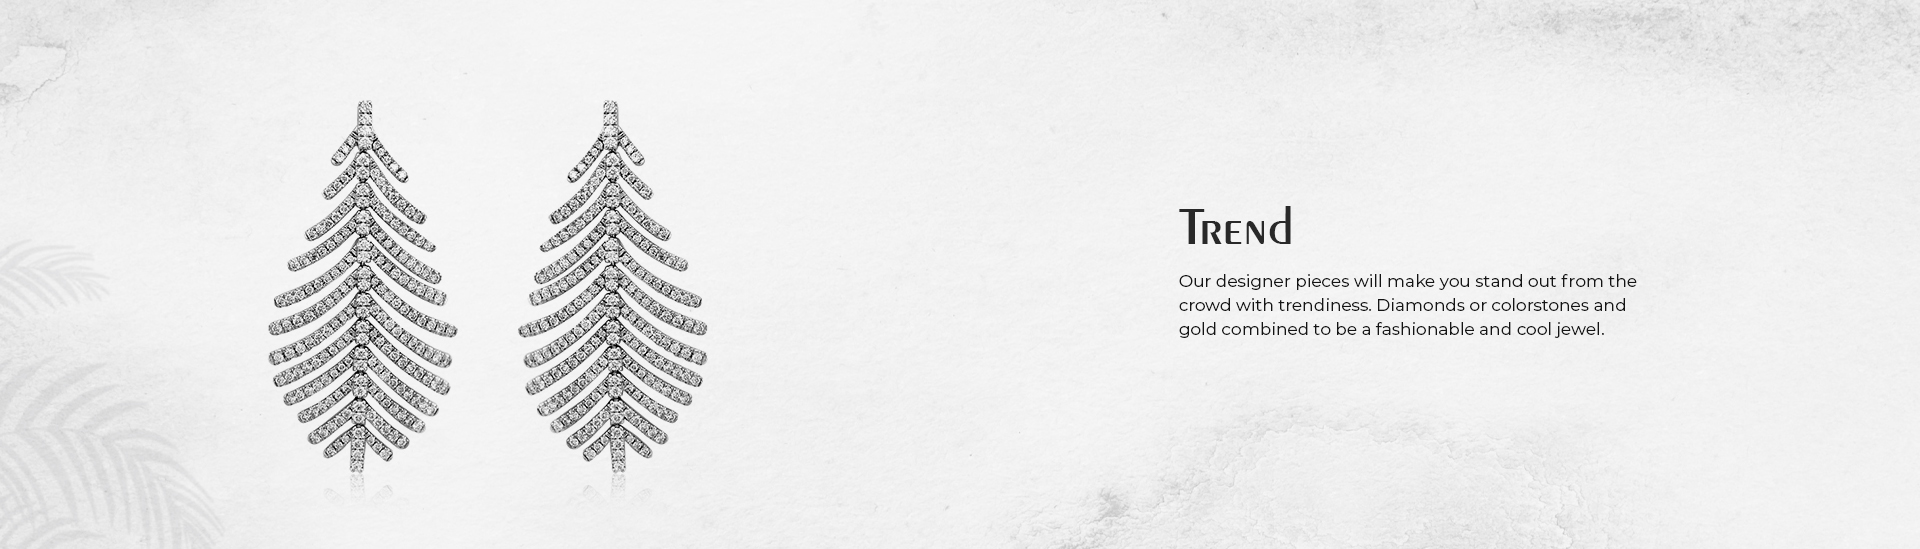 Trend
Our designer pieces will make you stand out from the
crowd with trendiness. Diamonds or colorstones and
gold combined to be a fashionable and cool jewel.